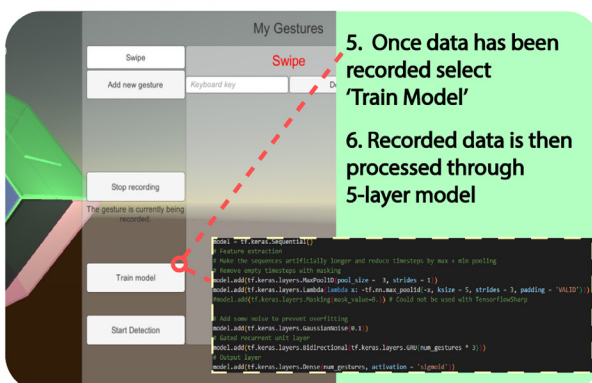 My Gestures
Swipe
Swipe
Add new gesture
Keyboard key
De
Stop recording
The gesture is currently being
recorded
Train model
Start Detection
5. Once data has been
recorded select
'Train Model'
6. Recorded data is then
processed through
5-layer model
model = tf.keras.Sequential()
# Feature extraction
# Make the sequences artificially longer and reduce timesteps by max + min pooling
# Remove empty timesteps with masking
model.add(tf.keras.layers.MaxPool1D(pool_size = 3, strides = 1))
model.add(tf.keras.layers.Lambda(lambda x: -tf.nn.max_pool1d(-x, ksize = 5, strides = 3, padding = 'VALID')))
#model.add(tf.keras.layers.Masking(mask_value=0.)) # Could not be used with TensorflowSharp
# Add some noise to prevent overfitting
model.add(tf.keras.layers.GaussianNoise(0.1))
# Gated recurrent unit layer
model.add(tf.keras.layers.Bidirectional(tf.keras.layers.GRU(num_gestures * 3)))
# Output layer
model.add(tf.keras.layers.Dense(num_gestures, activation = 'sigmoid'))